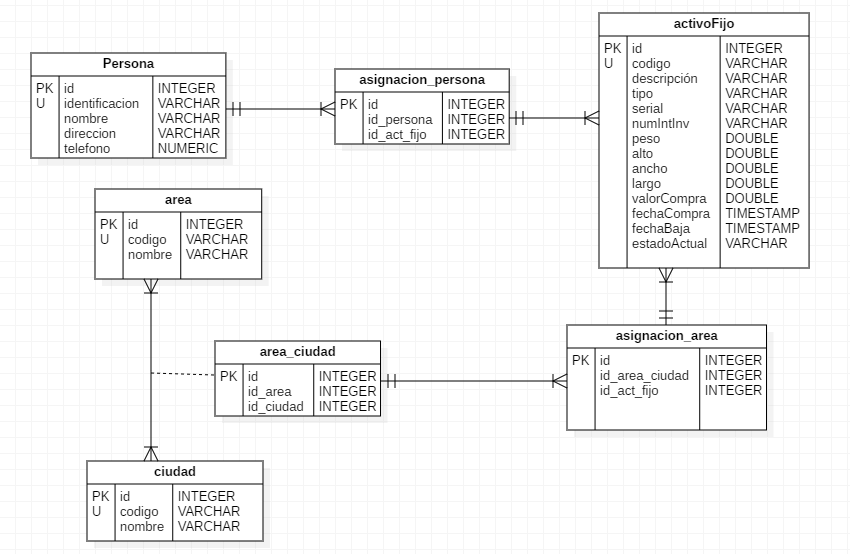 Persona
PK id INTEGER
U identificacion VARCHAR
nombre VARCHAR
direccion VARCHAR
telefono NUMERIC
asignacion_persona
PK id INTEGER
id_persona INTEGER
id_act_fijo INTEGER
activoFijo
PK id INTEGER
U codigo VARCHAR
descripción VARCHAR
tipo VARCHAR
serial VARCHAR
numIntInv VARCHAR
peso DOUBLE
alto DOUBLE
ancho DOUBLE
largo DOUBLE
valorCompra DOUBLE
fechaCompra TIMESTAMP
fechaBaja TIMESTAMP
estadoActual VARCHAR
area
PK id INTEGER
U codigo VARCHAR
nombre VARCHAR
area_ciudad
PK id INTEGER
id_area INTEGER
id_ciudad INTEGER
asignacion_area
PK id INTEGER
id_area_ciudad INTEGER
id_act_fijo INTEGER
ciudad
PK id INTEGER
U codigo VARCHAR
nombre VARCHAR